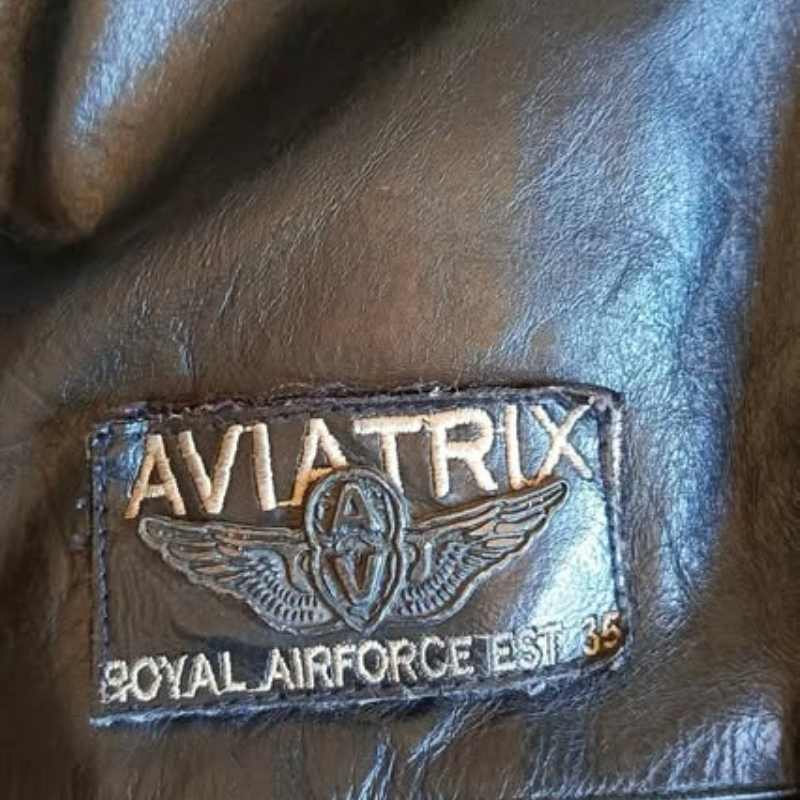 AVIATRIX
A
V
ROYAL AIRFORCE EST 35